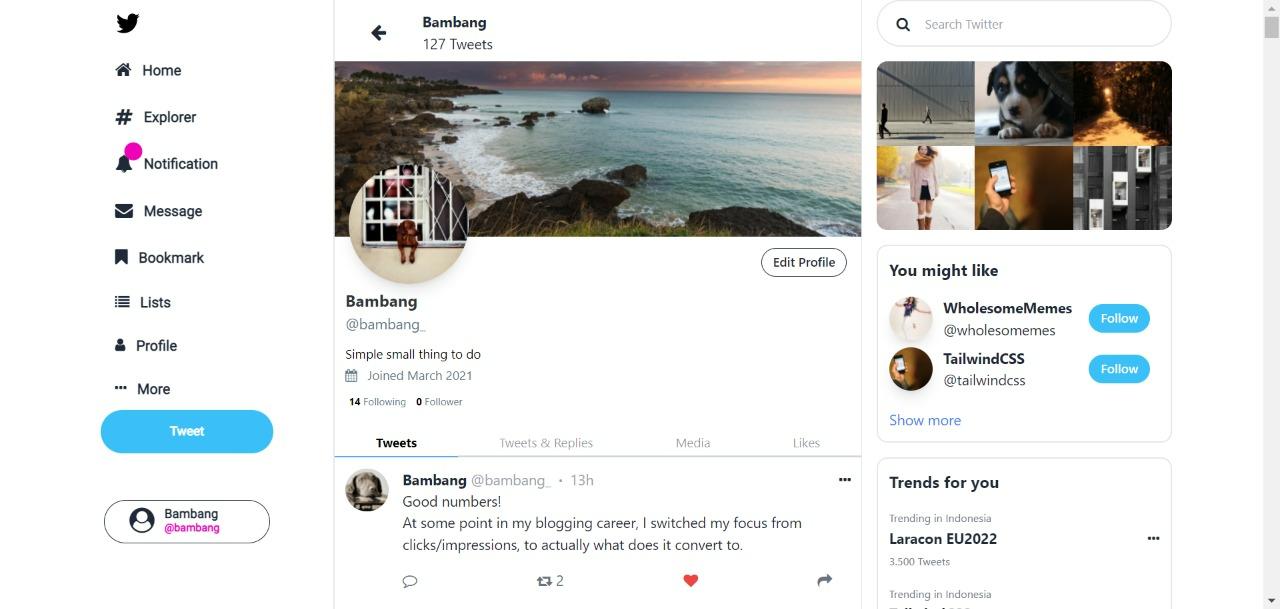 Home
Explorer
Notification
Message
Bookmark
Lists
Profile
More
Tweet
Bambang
@bambang
Bambang
127 Tweets
Edit Profile
Bambang
@bambang_
Simple small thing to do
Joined March 2021
14 Following 0 Follower
Tweets Tweets & Replies Media Likes
Bambang @bambang_ · 13h
Good numbers!
At some point in my blogging career, I switched my focus from
clicks/impressions, to actually what does it convert to.
2
Search Twitter
You might like
WholesomeMemes
@wholesomemes
Follow
TailwindCSS
@tailwindcss
Follow
Show more
Trends for you
Trending in Indonesia
Laracon EU2022
3.500 Tweets
Trending in Indonesia